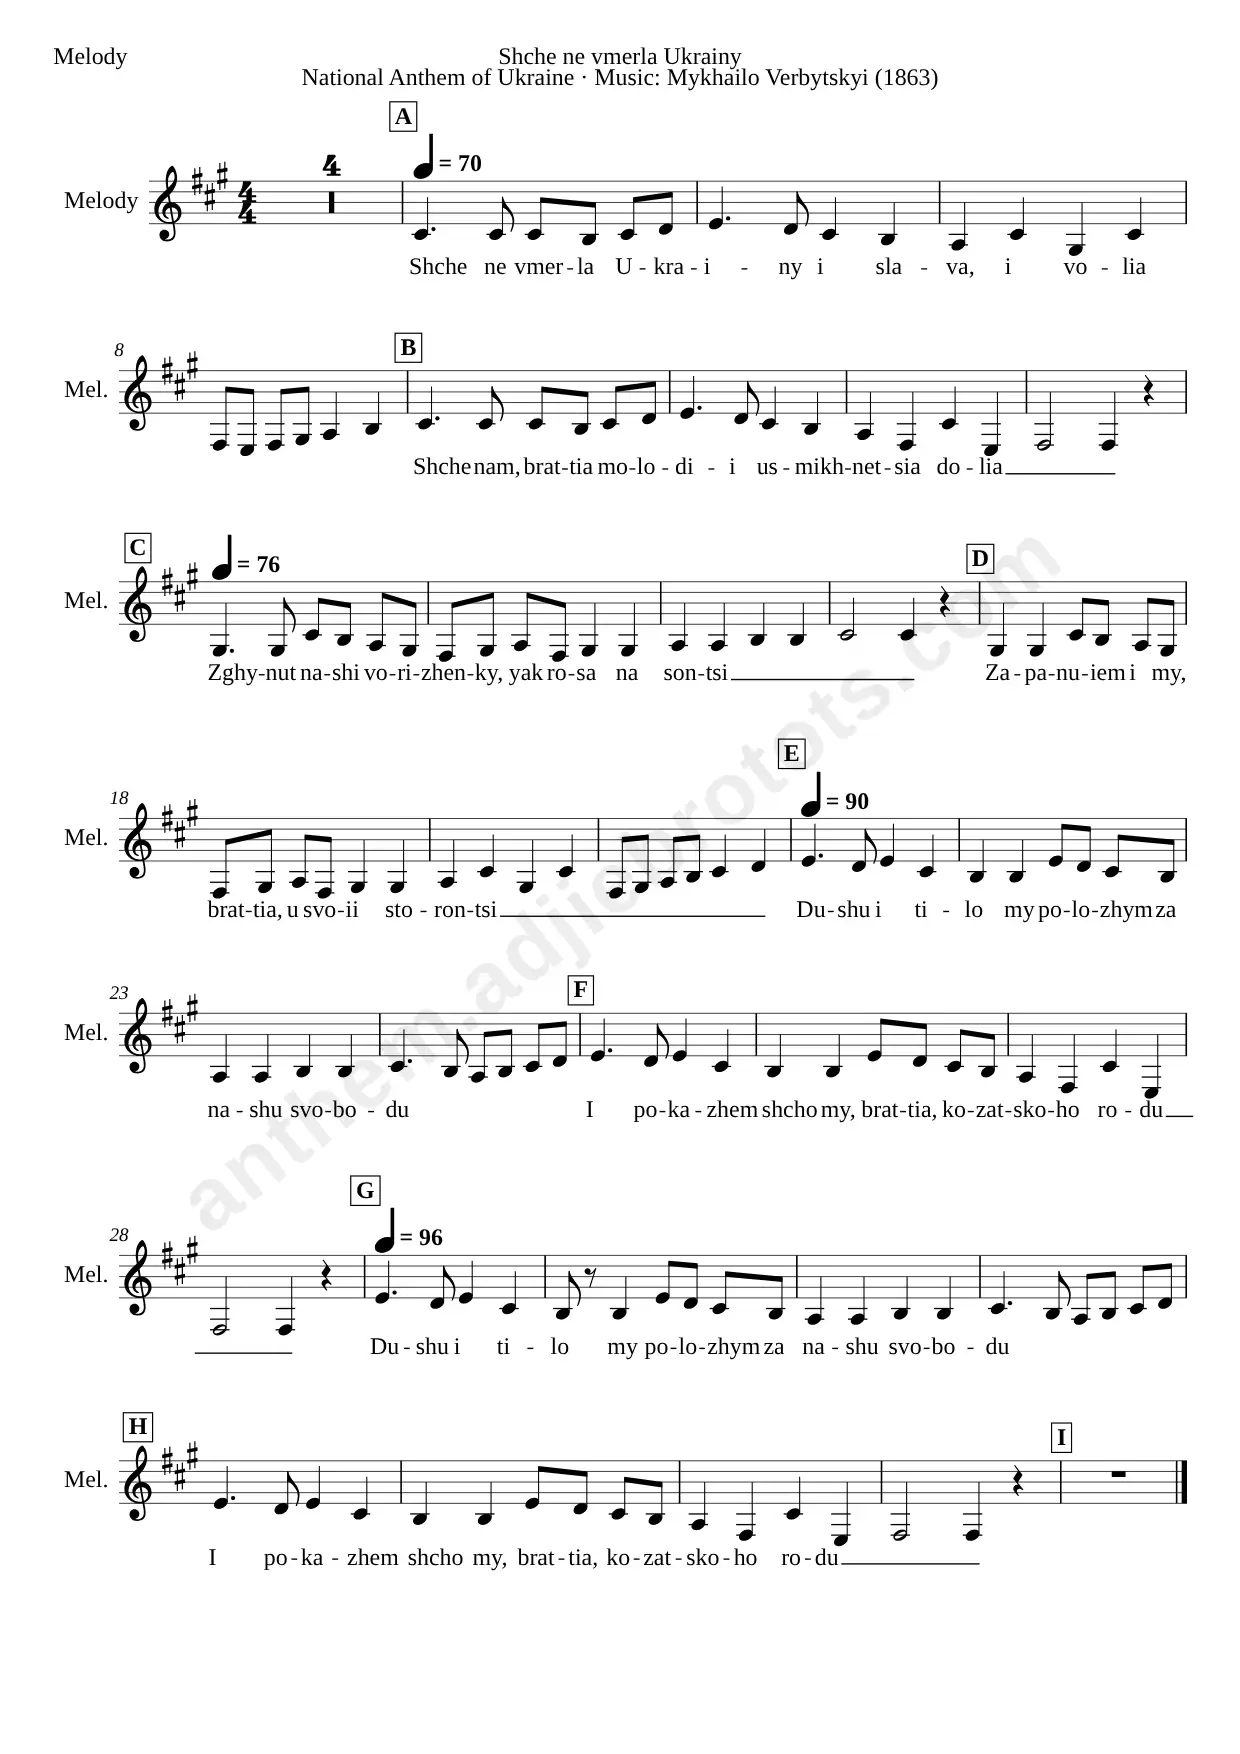 Melody
Shche ne vmerla Ukrainy
National Anthem of Ukraine · Music: Mykhailo Verbytskyi (1863)
A
4
= 70
Melody
4
4
Shche ne vmer - la U - kra - i - ny i sla - va, i vo - lia
8
B
Mel.
Shche nam, brat - tia mo - lo - di - i us - mikh - net - sia do - lia
C
= 76
D
Mel.
Zghy - nut na - shi vo - ri - zhen - ky, yak ro - sa na son - tsi Za - pa - nu - iem i my,
18
E
= 90
Mel.
brat - tia, u svo - ii sto - ron - tsi Du - shu i ti - lo my po - lo - zhym za
23
F
Mel.
na - shu svo - bo - du I po - ka - zhem shcho my, brat - tia, ko - zat - sko - ho ro - du
28
G
= 96
Mel.
Du - shu i ti - lo my po - lo - zhym za na - shu svo - bo - du
H
I
Mel.
I po - ka - zhem shcho my, brat - tia, ko - zat - sko - ho ro - du
anthem.adjieprotots.com